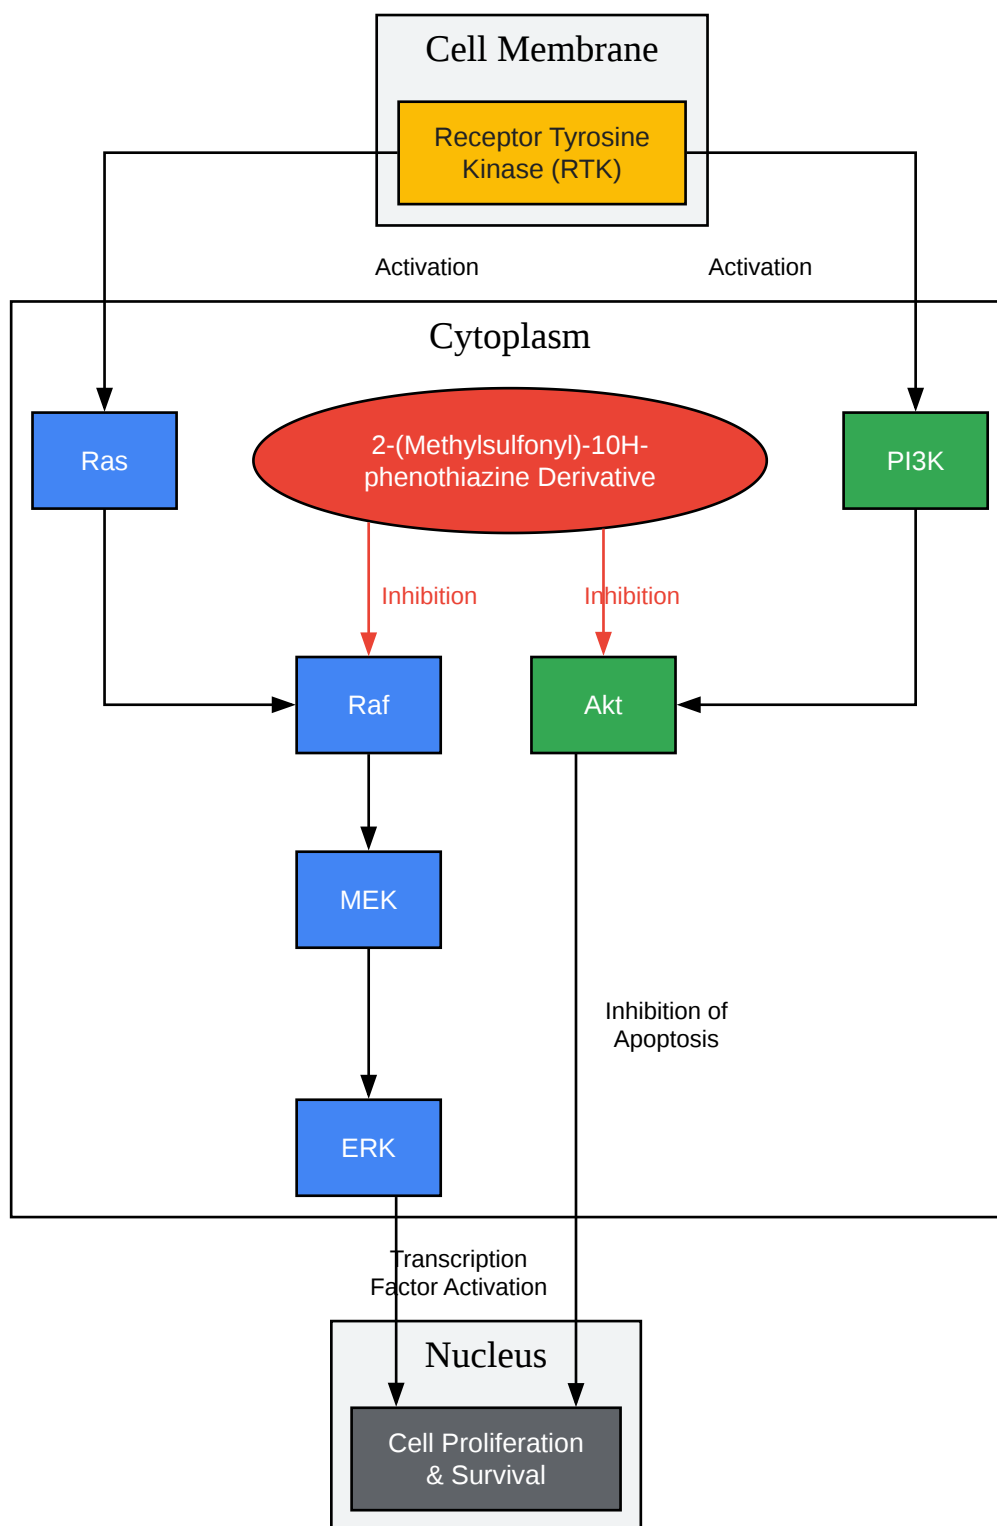 Cell Membrane
Receptor Tyrosine
Kinase (RTK)
Activation
Activation
Cytoplasm
Ras
2-(Methylsulfonyl)-10H-
phenothiazine Derivative
PI3K
Inhibition
Inhibition
Raf
Akt
MEK
Inhibition of
Apoptosis
ERK
Transcription
Factor Activation
Nucleus
Cell Proliferation
& Survival